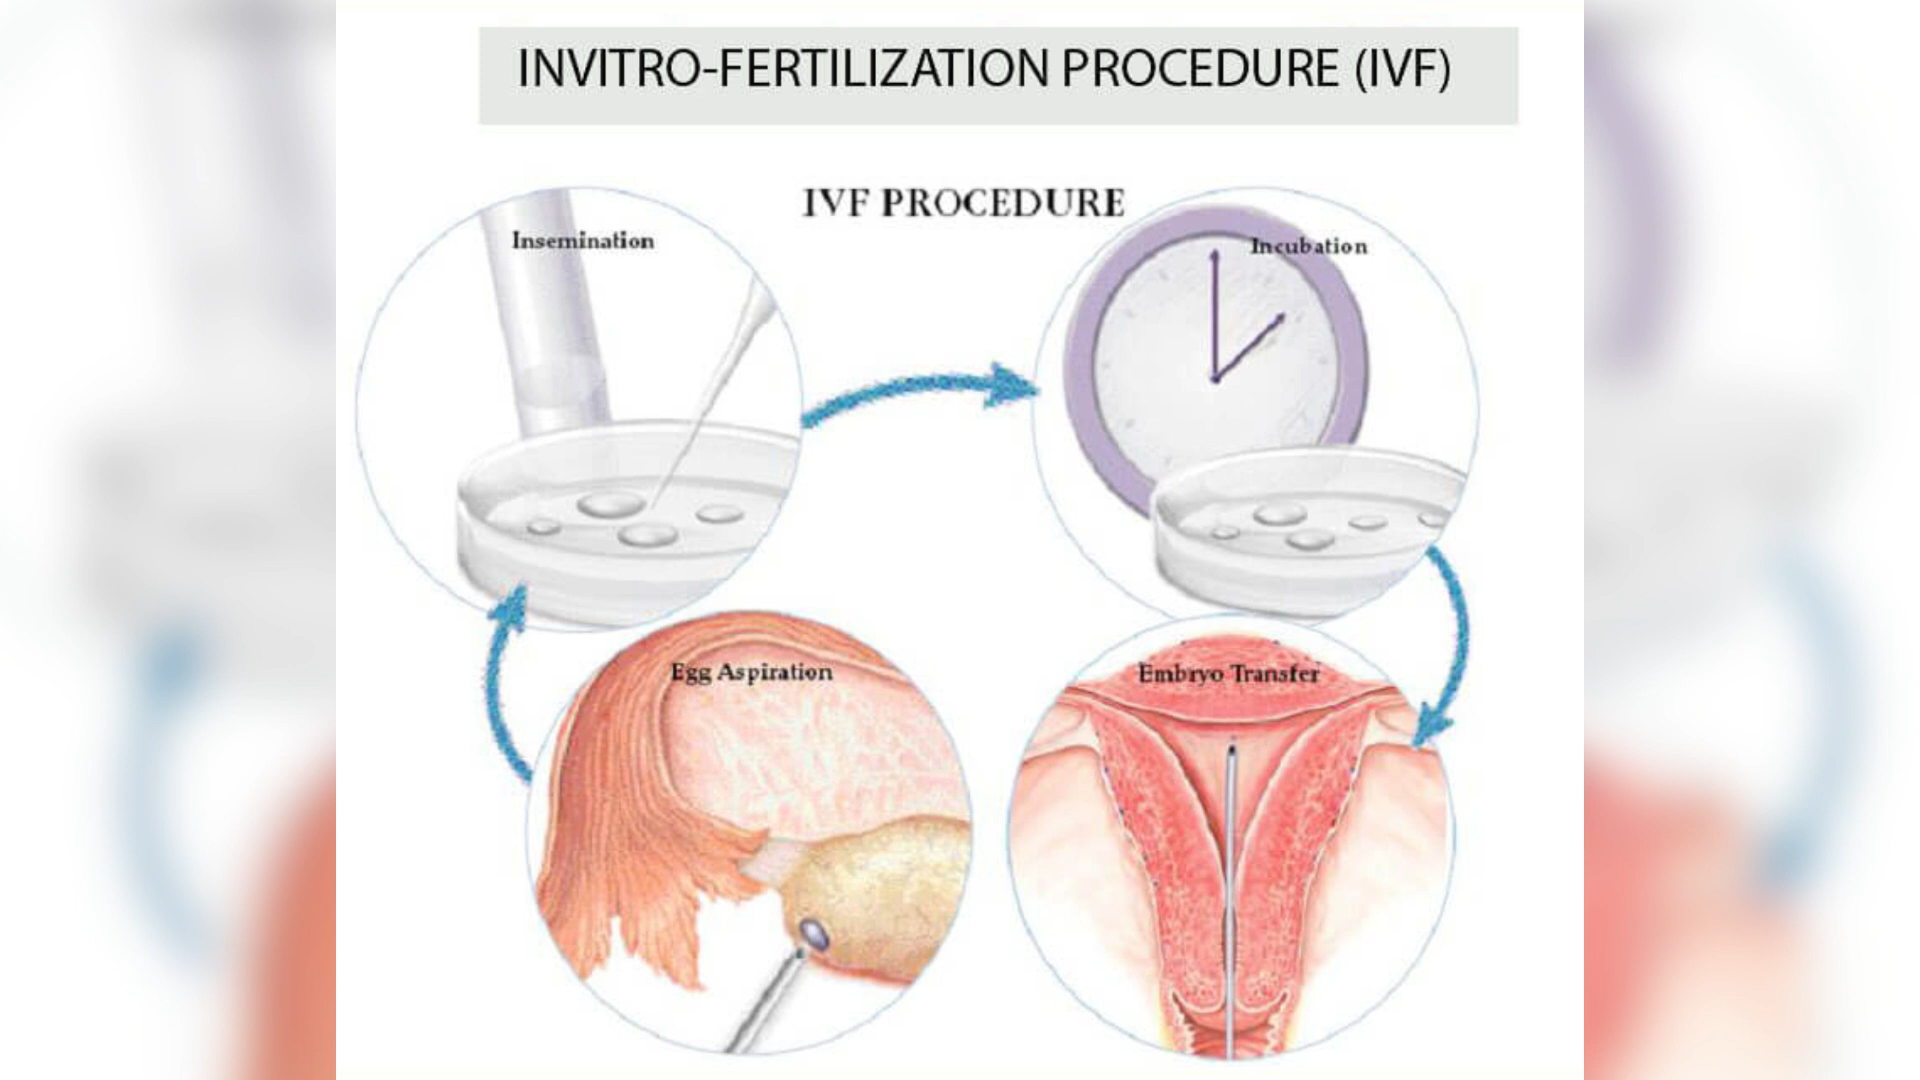 INVITRO-FERTILIZATION PROCEDURE (IVF)
IVF PROCEDURE
Insemination
Incubation
Egg Aspiration
Embryo Transfer